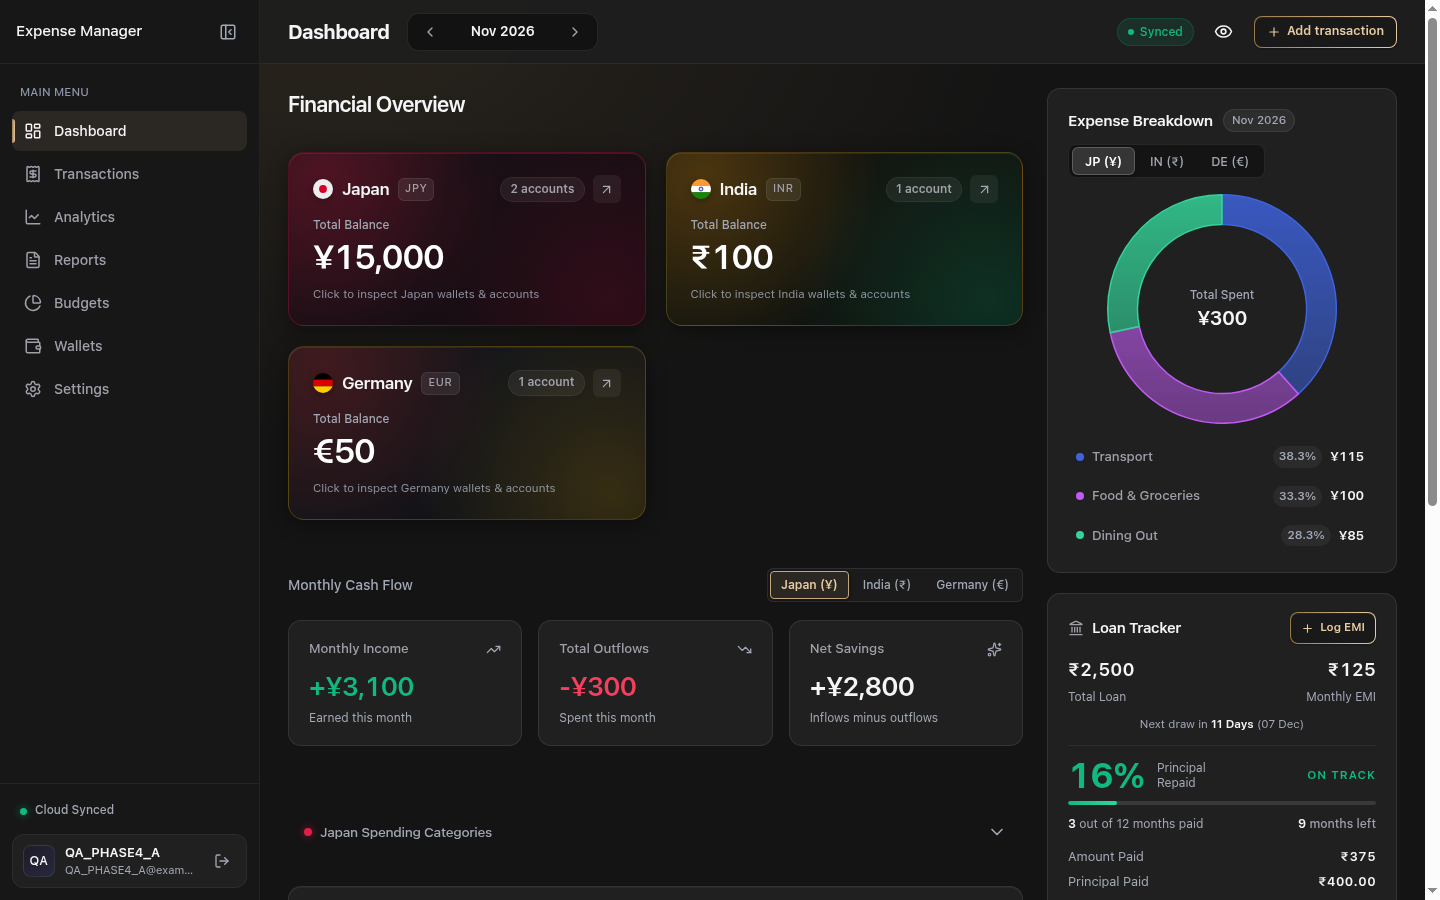 Expense Manager
MAIN MENU
Dashboard
Transactions
Analytics
Reports
Budgets
Wallets
Settings
Cloud Synced
QA
QA_PHASE4_A
QA_PHASE4_A@exam...
Dashboard
Nov 2026
Synced
+ Add transaction
Financial Overview
Japan JPY 2 accounts
Total Balance
¥15,000
Click to inspect Japan wallets & accounts
India INR 1 account
Total Balance
₹100
Click to inspect India wallets & accounts
Germany EUR 1 account
Total Balance
€50
Click to inspect Germany wallets & accounts
Monthly Cash Flow
Japan (¥) India (₹) Germany (€)
Monthly Income
+¥3,100
Earned this month
Total Outflows
-¥300
Spent this month
Net Savings
+¥2,800
Inflows minus outflows
Japan Spending Categories
Expense Breakdown Nov 2026
JP (¥) IN (₹) DE (€)
Total Spent
¥300
Transport 38.3% ¥115
Food & Groceries 33.3% ¥100
Dining Out 28.3% ¥85
Loan Tracker
+ Log EMI
₹2,500 ₹125
Total Loan Monthly EMI
Next draw in 11 Days (07 Dec)
16% Principal
Repaid
ON TRACK
3 out of 12 months paid 9 months left
Amount Paid ₹375
Principal Paid ₹400.00